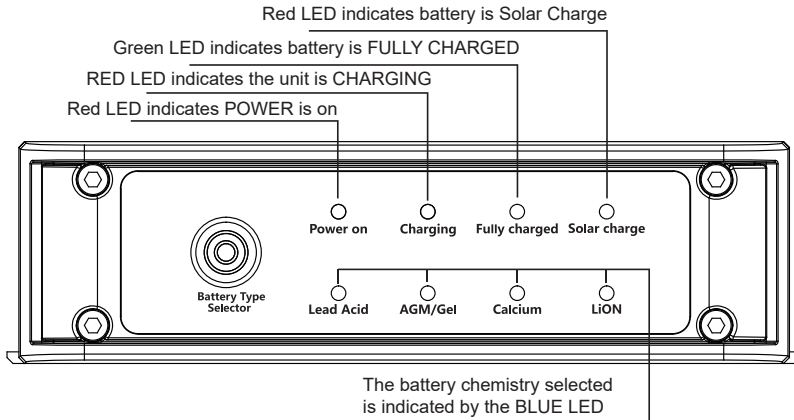 Red LED indicates battery is Solar Charge
Green LED indicates battery is FULLY CHARGED
RED LED indicates the unit is CHARGING
Red LED indicates POWER is on
Power on
Charging
Fully charged
Solar charge
Battery Type
Selector
Lead Acid
AGM/Gel
Calcium
LiON
The battery chemistry selected
is indicated by the BLUE LED